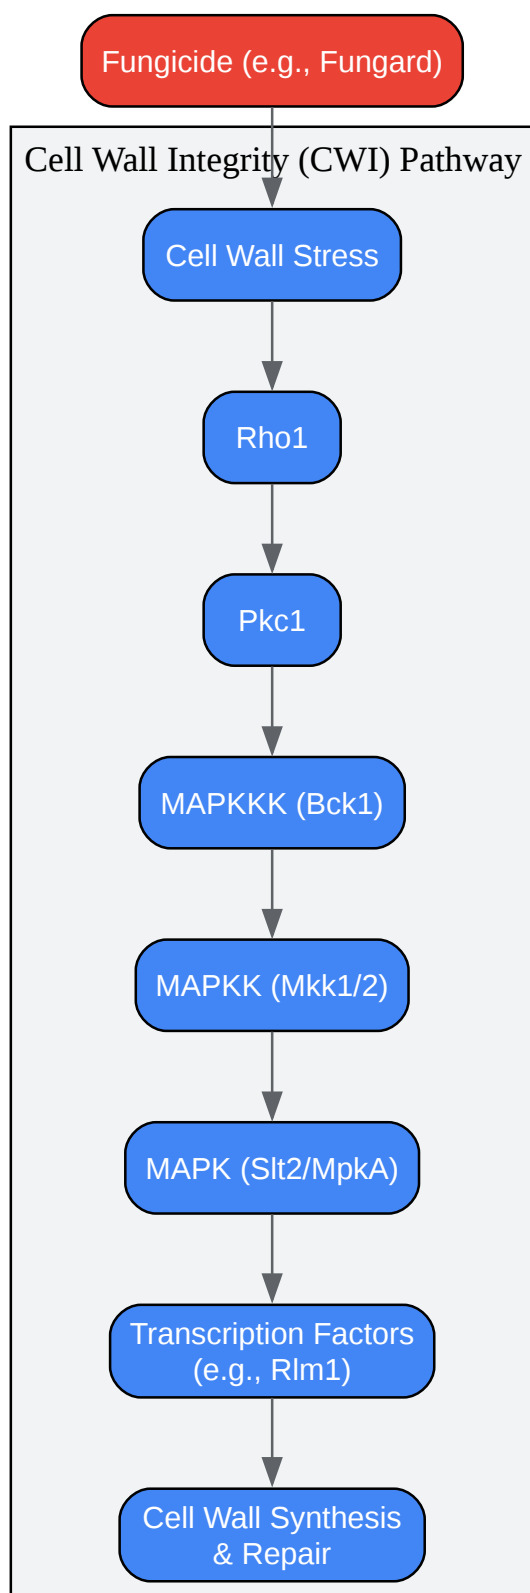 Fungicide (e.g., Fungard)
Cell Wall Integrity (CWI) Pathway
Cell Wall Stress
Rho1
Pkc1
MAPKKK (Bck1)
MAPKK (Mkk1/2)
MAPK (Slt2/MpkA)
Transcription Factors
(e.g., Rlm1)
Cell Wall Synthesis
& Repair